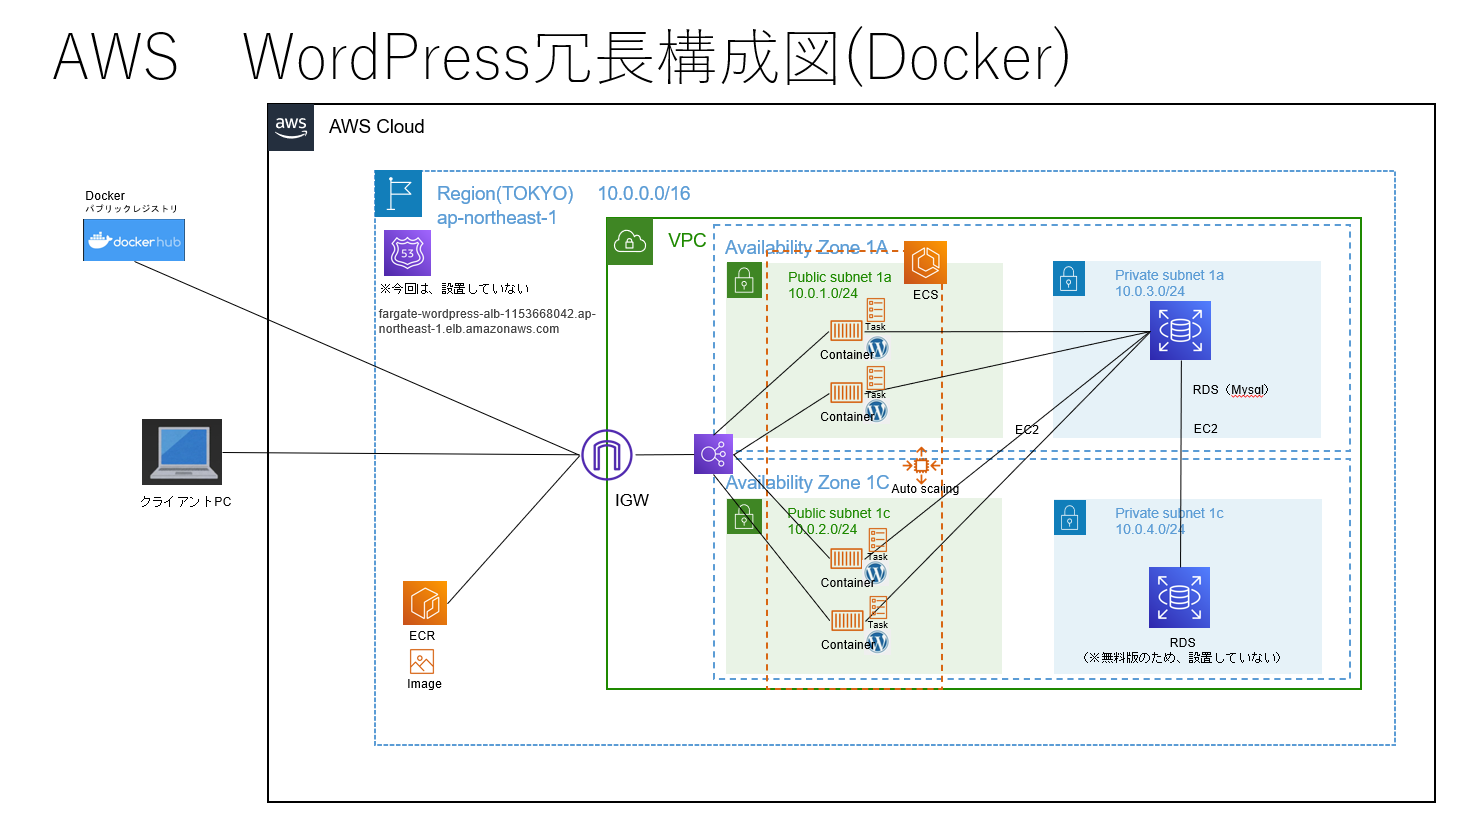 AWS　WordPress冗長構成図(Docker)
aws
AWS Cloud
Docker
パブリックレジストリ
dockerhub
クライアントPC
Region(TOKYO) 10.0.0.0/16
ap-northeast-1
53
※今回は、設置していない
fargate-wordpress-alb-1153668042.ap-
northeast-1.elb.amazonaws.com
VPC
Availability Zone 1A
ECS
Public subnet 1a
10.0.1.0/24
Task
Container
Task
Container
Private subnet 1a
10.0.3.0/24
RDS（Mysql）
EC2
EC2
IGW
Auto scaling
Availability Zone 1C
Public subnet 1c
10.0.2.0/24
Task
Container
Task
Container
Private subnet 1c
10.0.4.0/24
RDS
（※無料版のため、設置していない）
ECR
Image